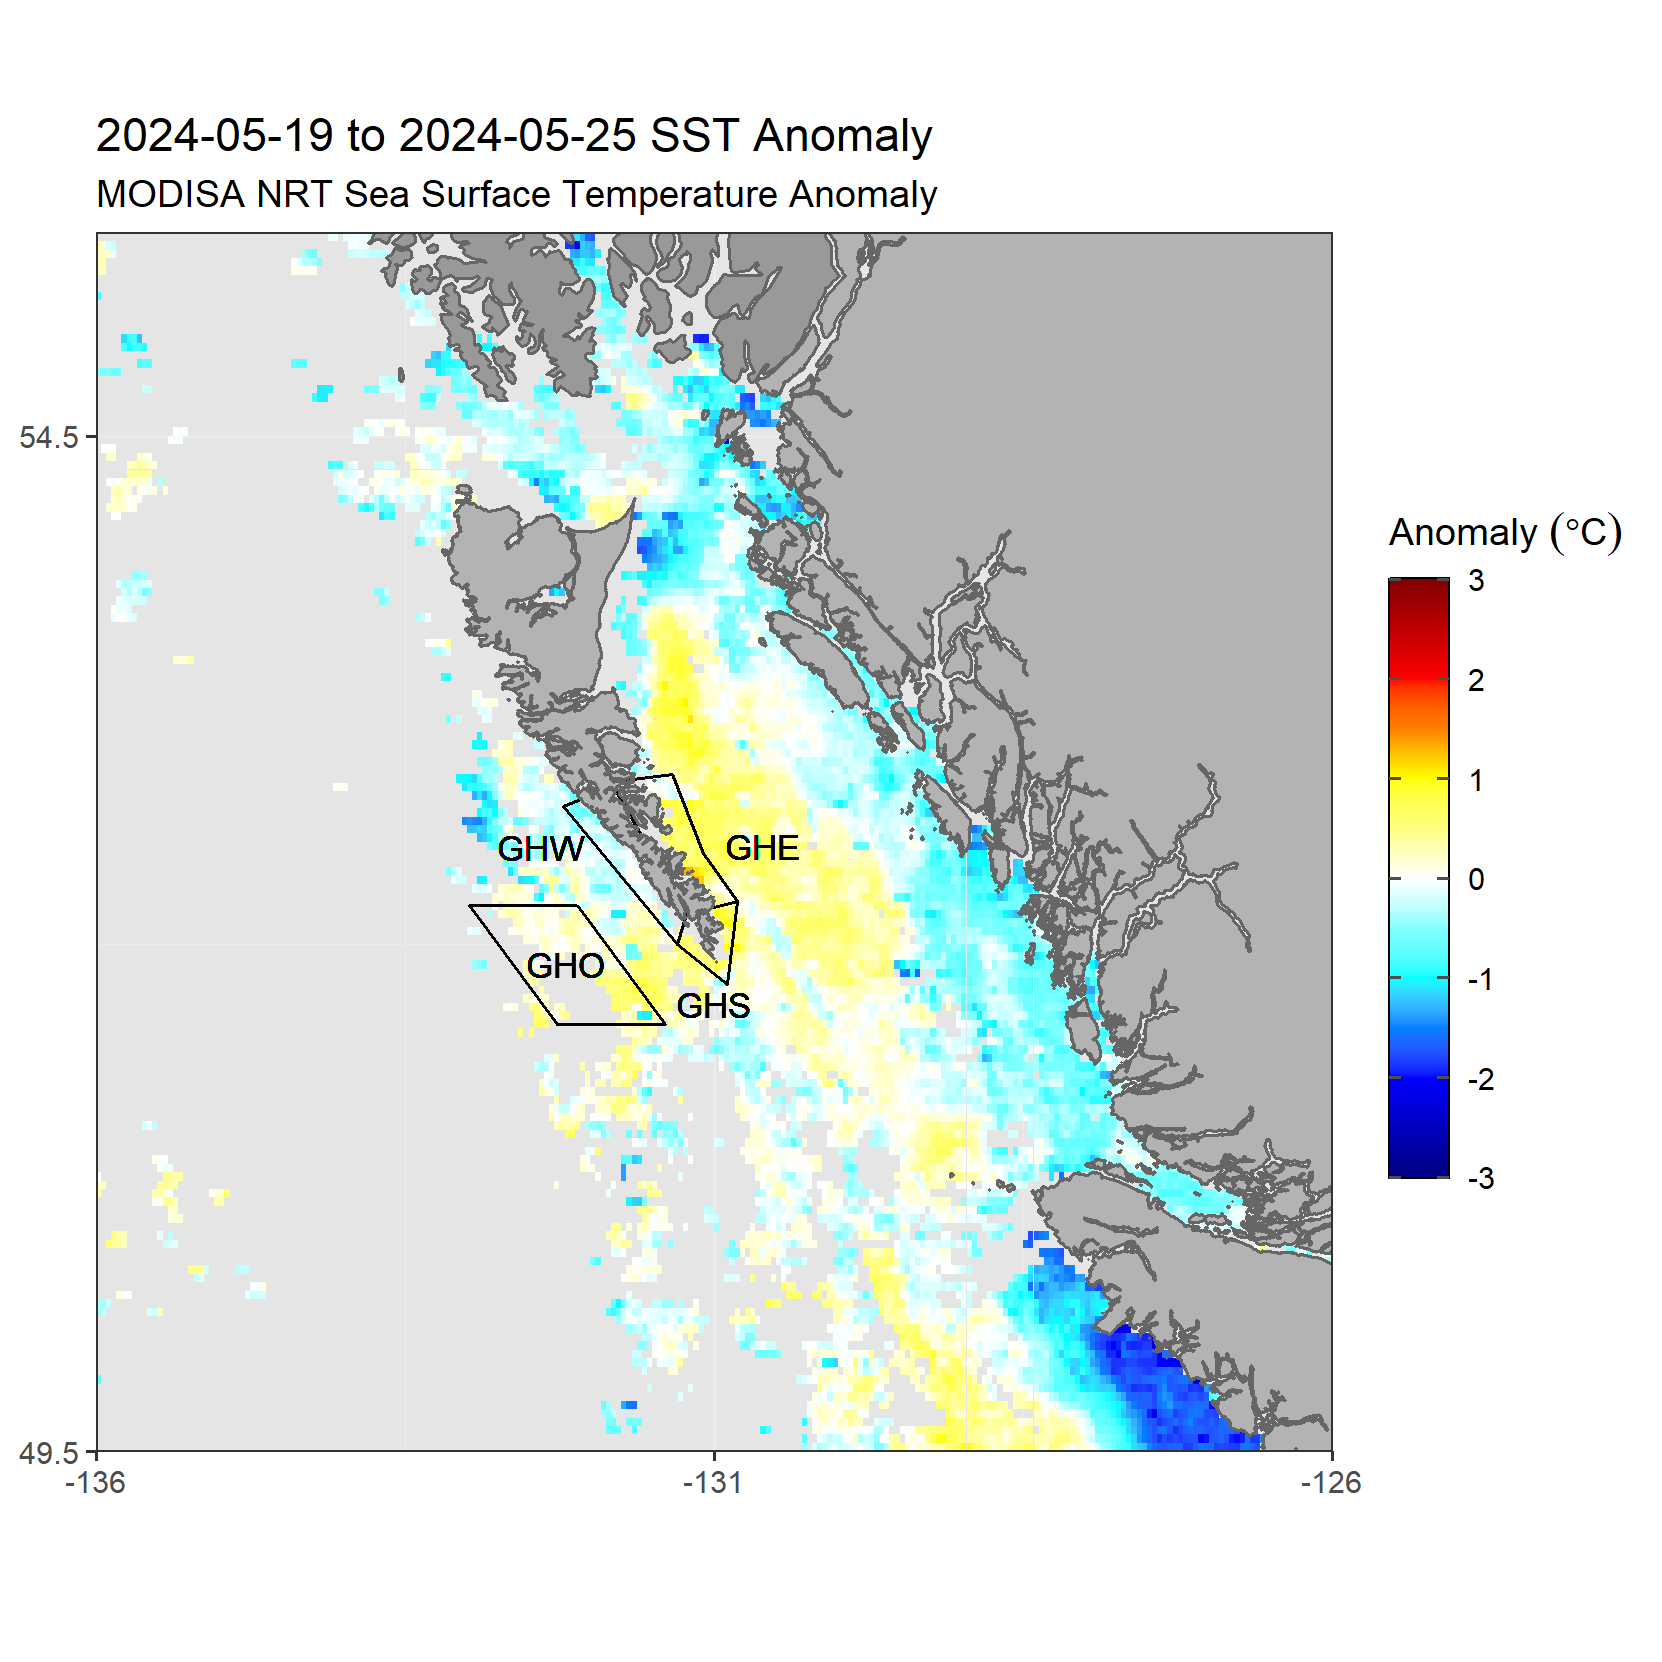 2024-05-19 to 2024-05-25 SST Anomaly
MODISA NRT Sea Surface Temperature Anomaly
54.5
49.5
-136
-131
-126
GHW
GHE
GHO
GHS
Anomaly (°C)
3
2
1
0
-1
-2
-3